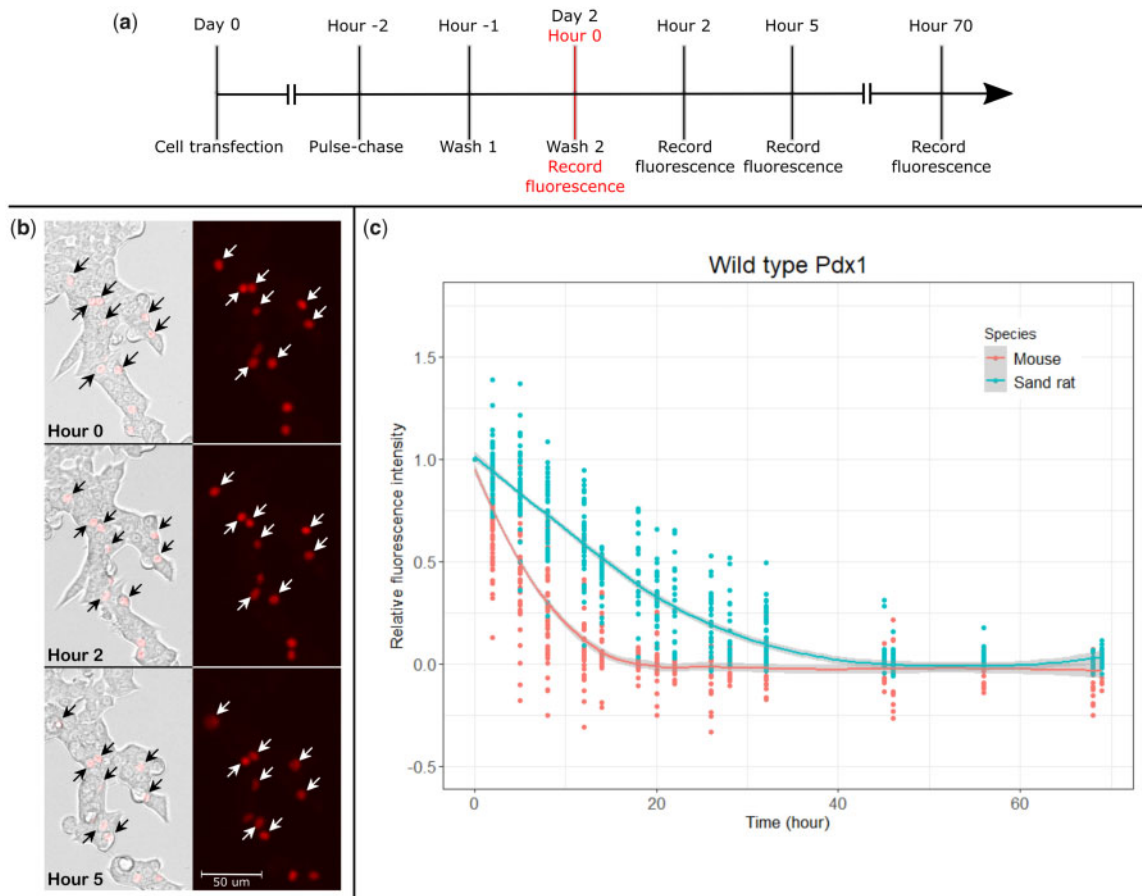 (a)
Day 0
Hour -2
Hour -1
Day 2
Hour 0
Hour 2
Hour 5
Hour 70
Cell transfection
Pulse-chase
Wash 1
Wash 2
Record
fluorescence
Record
fluorescence
Record
fluorescence
Record
fluorescence
(b)
Hour 0
Hour 2
Hour 5
50 um
(c)
Wild type Pdx1
Species
Mouse
Sand rat
Relative fluorescence intensity
1.5
1.0
0.5
0.0
-0.5
0
20
40
60
Time (hour)